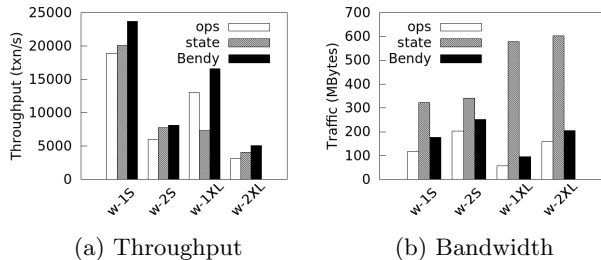 Throughput (txn/s)
25000
20000
15000
10000
5000
0
ops
state
Bendy
w-1S
w-2S
w-1XL
w-2XL
(a) Throughput
Traffic (MBytes)
700
600
500
400
300
200
100
0
ops
state
Bendy
w-1S
w-2S
w-1XL
w-2XL
(b) Bandwidth